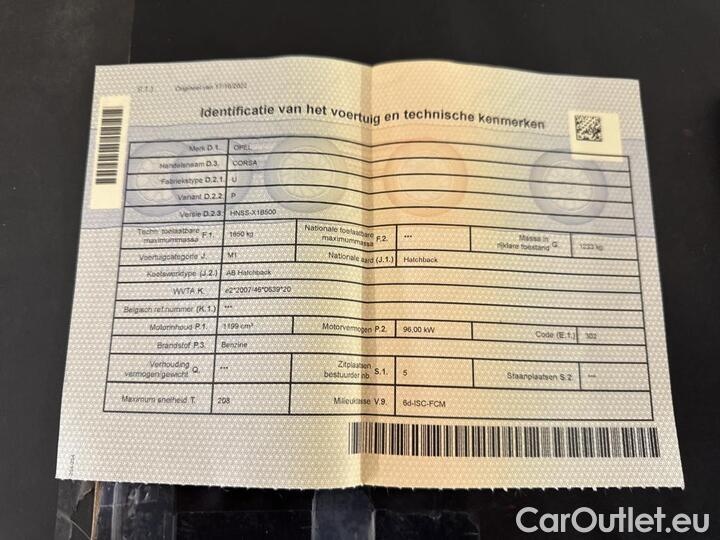 (I.1.) Origineel van 17/10/2022
Identificatie van het voertuig en technische kenmerken
Merk D.1. OPEL
Handelsnaam D.3. CORSA
Fabriekstype D.2.1. U
Variant D.2.2. P
Versie D.2.3. HNSS-X1B500
Techn. toelaatbare maximummassa F.1. 1650 kg Nationale toelaatbare maximummassa F.2. *** Massa in rijklare toestand G. 1233 kg
Voertuigcategorie J. M1 Nationale aard (J.1.) Hatchback
Koetswerktype (J.2.) AB Hatchback
WVTA K. e2*2007/46*0639*20
Belgisch ref.nummer (K.1.) ***
Motorinhoud P.1. 1199 cm³ Motorvermogen P.2. 96,00 kW Code (E.1.) 302
Brandstof P.3. Benzine
Verhouding vermogen/gewicht Q. *** Zitplaatsen bestuurder inb. S.1. 5 Staanplaatsen S.2. ***
Maximum snelheid T. 208 Milieuklasse V.9. 6d-ISC-FCM
CarOutlet.eu